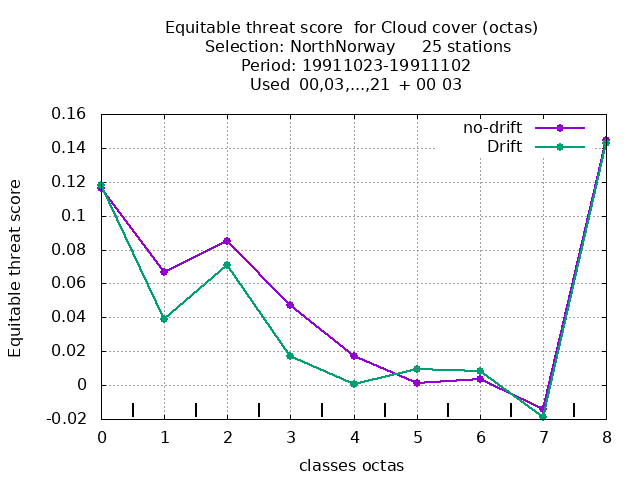 Equitable threat score  for Cloud cover (octas)
Selection: NorthNorway     25 stations
Period: 19911023-19911102
Used  00,03,...,21  + 00 03
0.16
0.14
0.12
0.1
0.08
0.06
0.04
0.02
0
-0.02
Equitable threat score
no-drift
Drift
0 1 2 3 4 5 6 7 8
classes octas